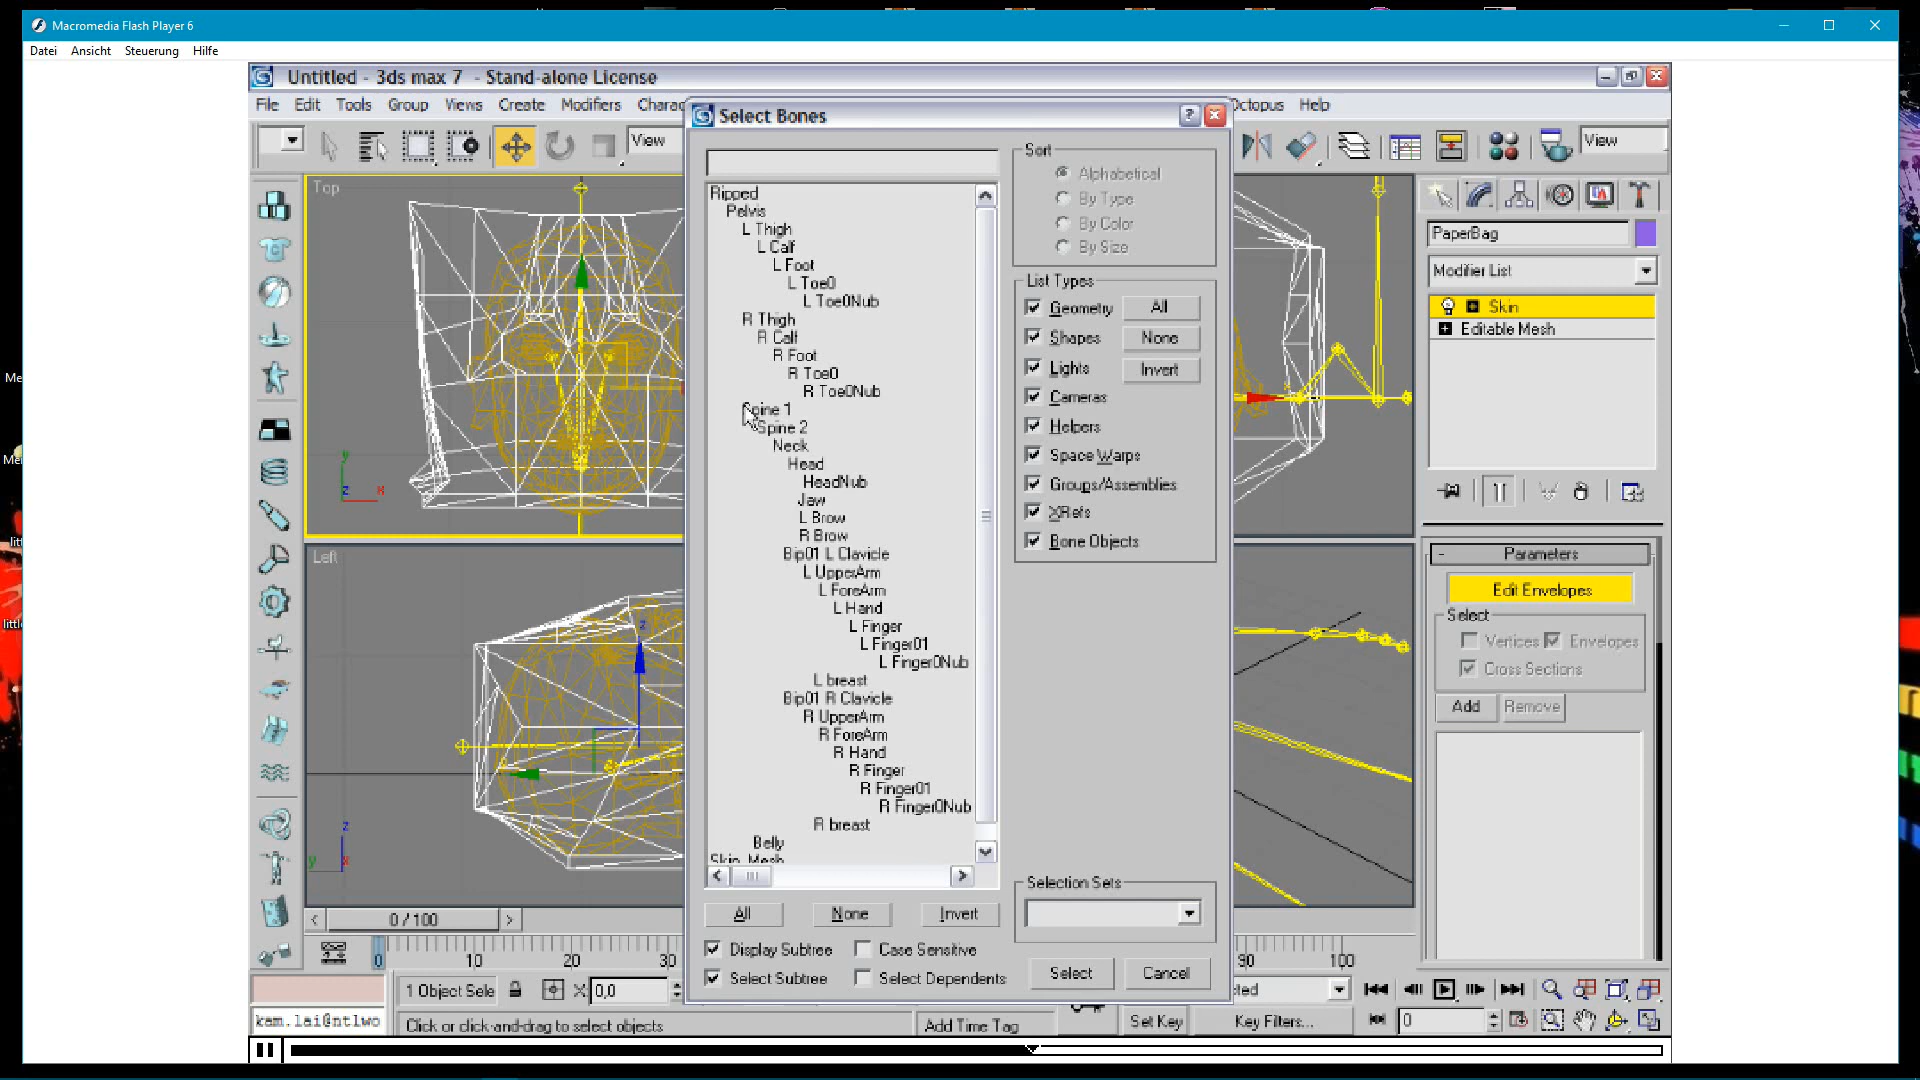 Macromedia Flash Player 6
Datei Ansicht Steuerung Hilfe
Untitled - 3ds max 7 - Stand-alone License
File Edit Tools Group Views Create Modifiers Octopus Help
Select Bones
View
View
Top
Left
Ripped
Pelvis
L Thigh
L Calf
L Foot
L Toe0
L Toe0Nub
R Thigh
R Calf
R Foot
R Toe0
R Toe0Nub
Spine 1
Spine 2
Neck
Head
HeadNub
Jaw
L Brow
R Brow
Bip01 L Clavicle
L UpperArm
L ForeArm
L Hand
L Finger
L Finger01
L Finger0Nub
L breast
Bip01 R Clavicle
R UpperArm
R ForeArm
R Hand
R Finger
R Finger01
R Finger0Nub
R breast
Belly
Skin Mesh
All None Invert
Display Subtree Case Sensitive
Select Subtree Select Dependents
Sort
Alphabetical
By Type
By Color
By Size
List Types
Geometry All
Shapes None
Lights Invert
Cameras
Helpers
Space Warps
Groups/Assemblies
XRefs
Bone Objects
Selection Sets
Select Cancel
PaperBag
Modifier List
Skin
Editable Mesh
Parameters
Edit Envelopes
Select
Vertices Envelopes
Cross Sections
Add Remove
0 / 100
0 10 20 30 90 100
1 Object Sele X: 0,0
kam.lai@ntlwo
Click or click-and-drag to select objects
Add Time Tag
Set Key Key Filters... 0
y z x
z y x
z